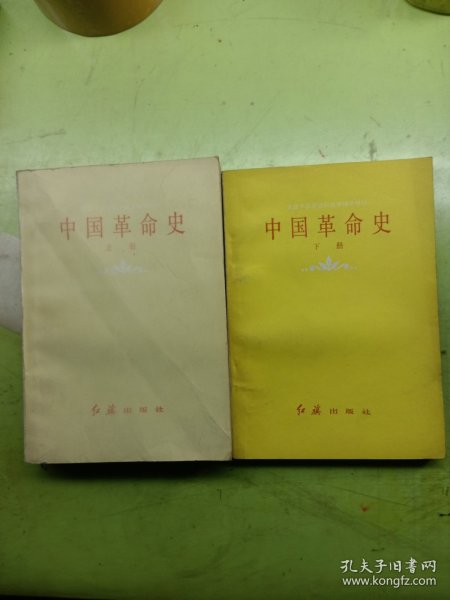 中国革命史
上册
红旗出版社
中国革命史
下册
红旗出版社
孔夫子旧书网
www.kongfz.com